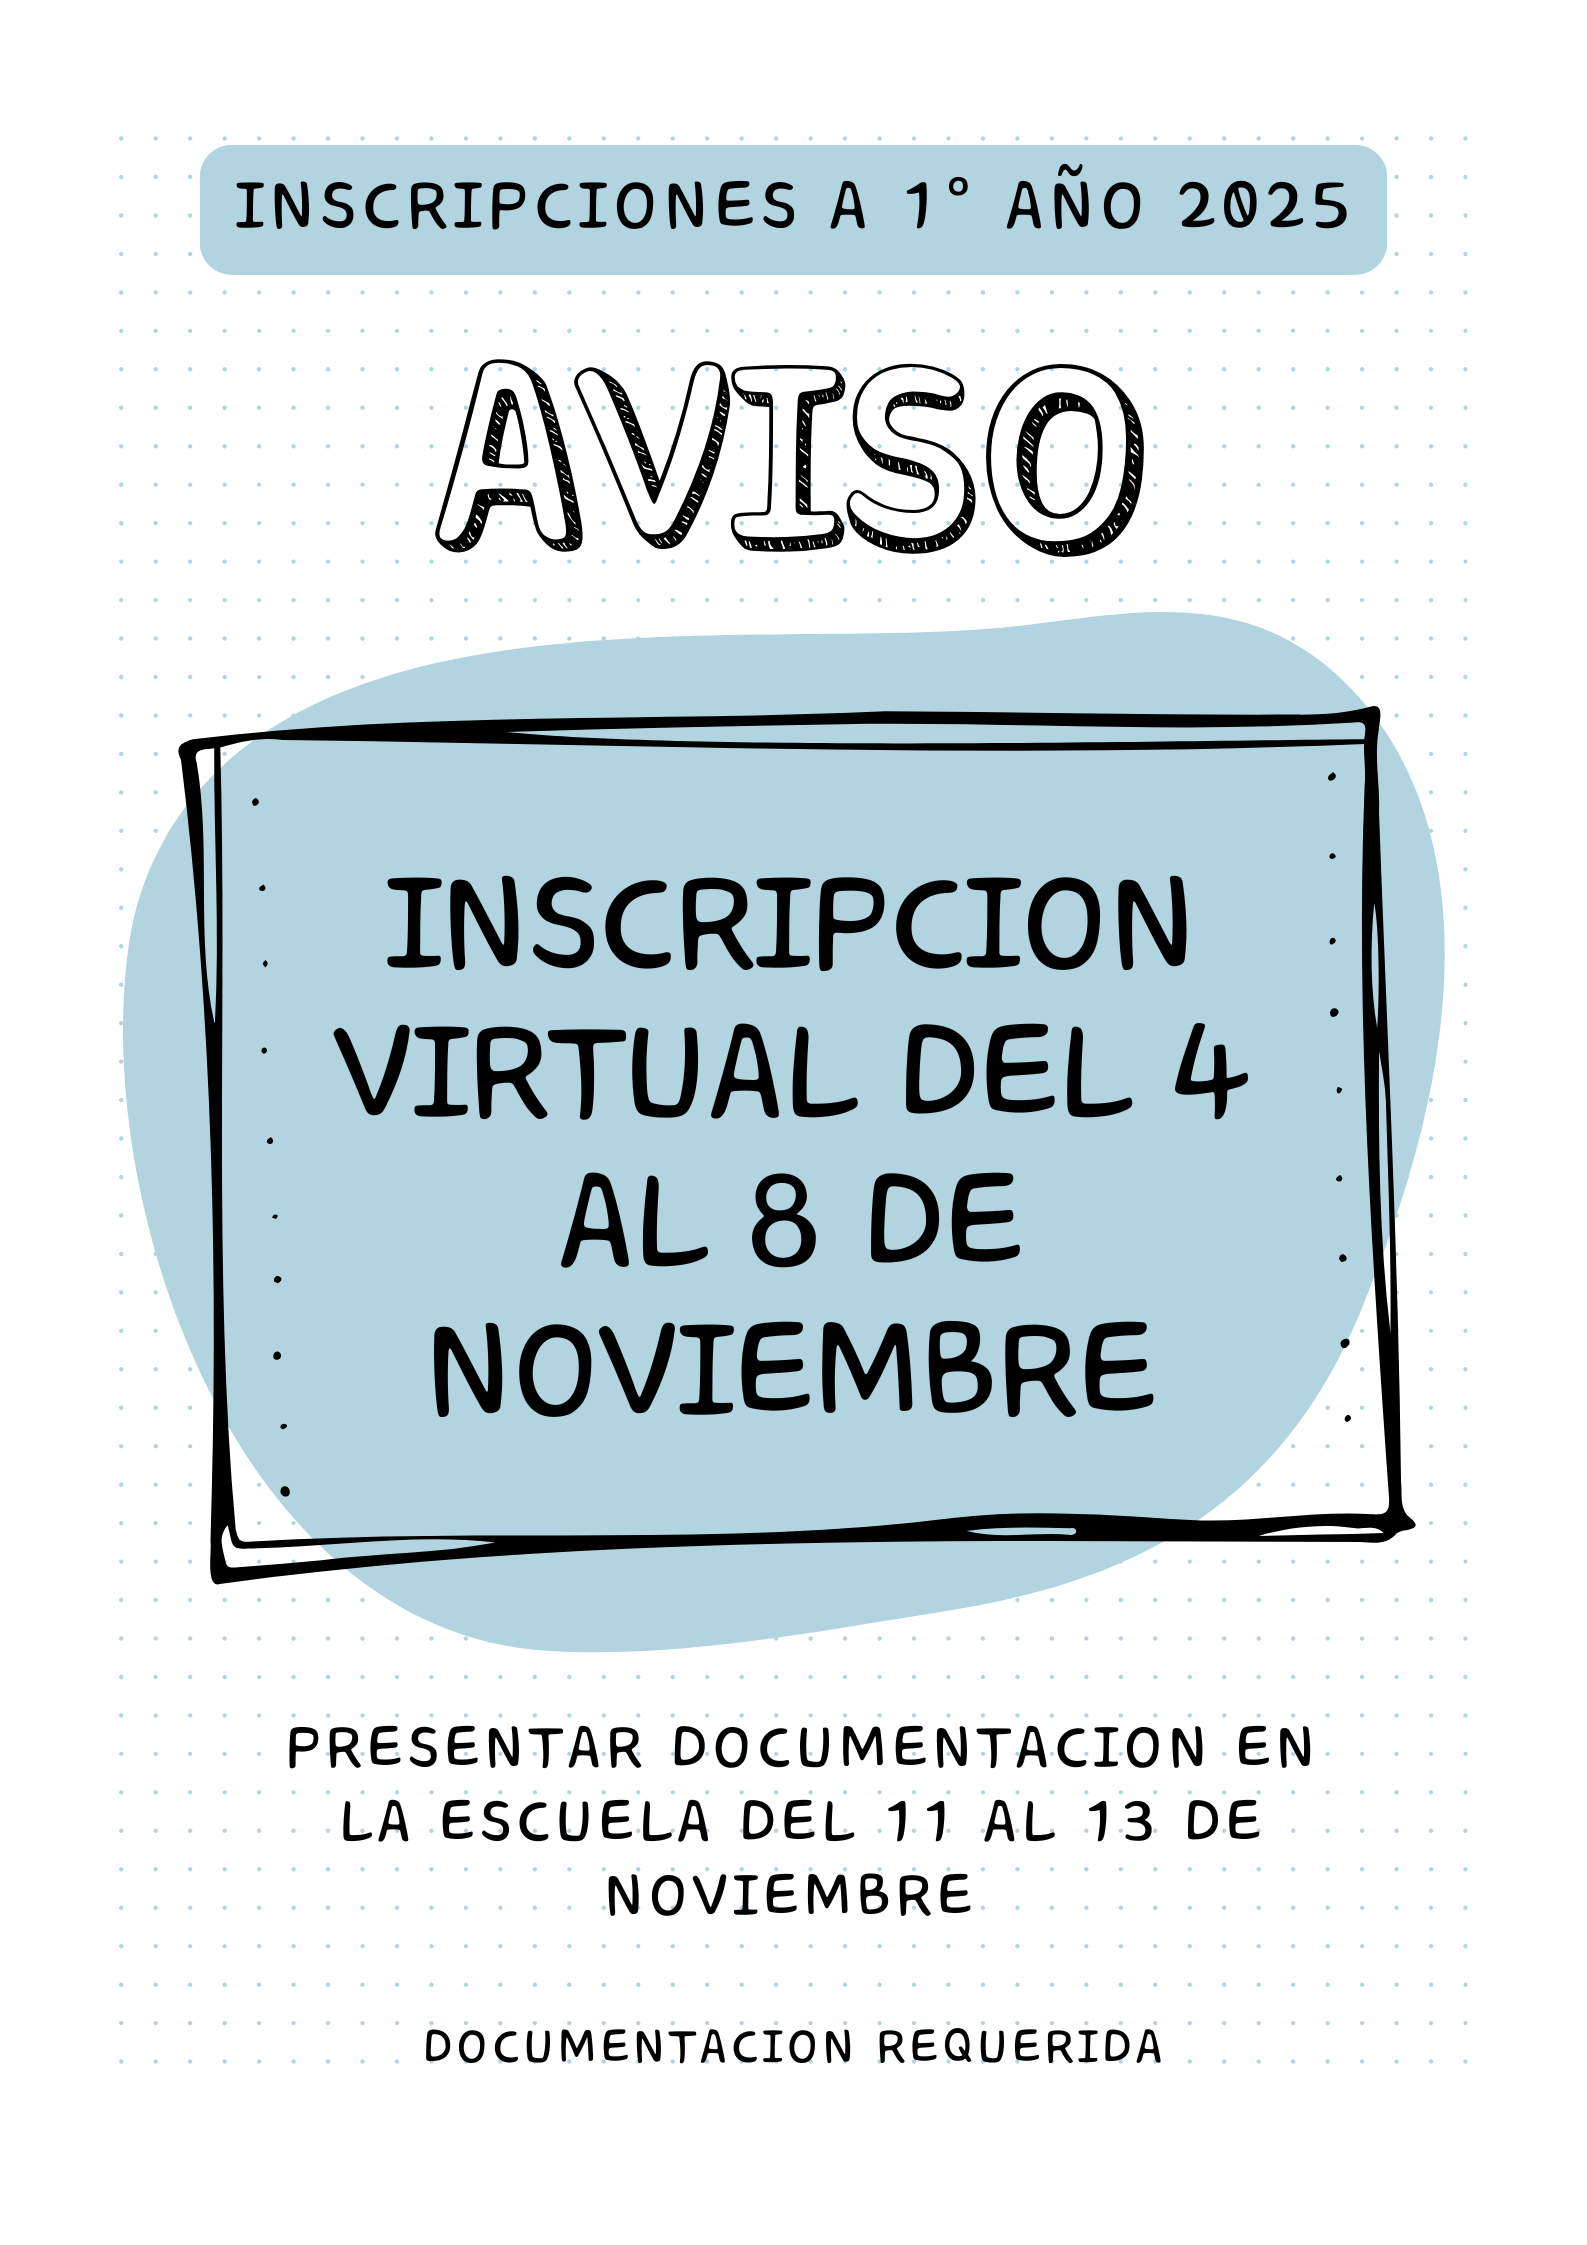 INSCRIPCIONES A 1° AÑO 2025
AVISO
INSCRIPCION
VIRTUAL DEL 4
AL 8 DE
NOVIEMBRE
PRESENTAR DOCUMENTACION EN
LA ESCUELA DEL 11 AL 13 DE
NOVIEMBRE
DOCUMENTACION REQUERIDA